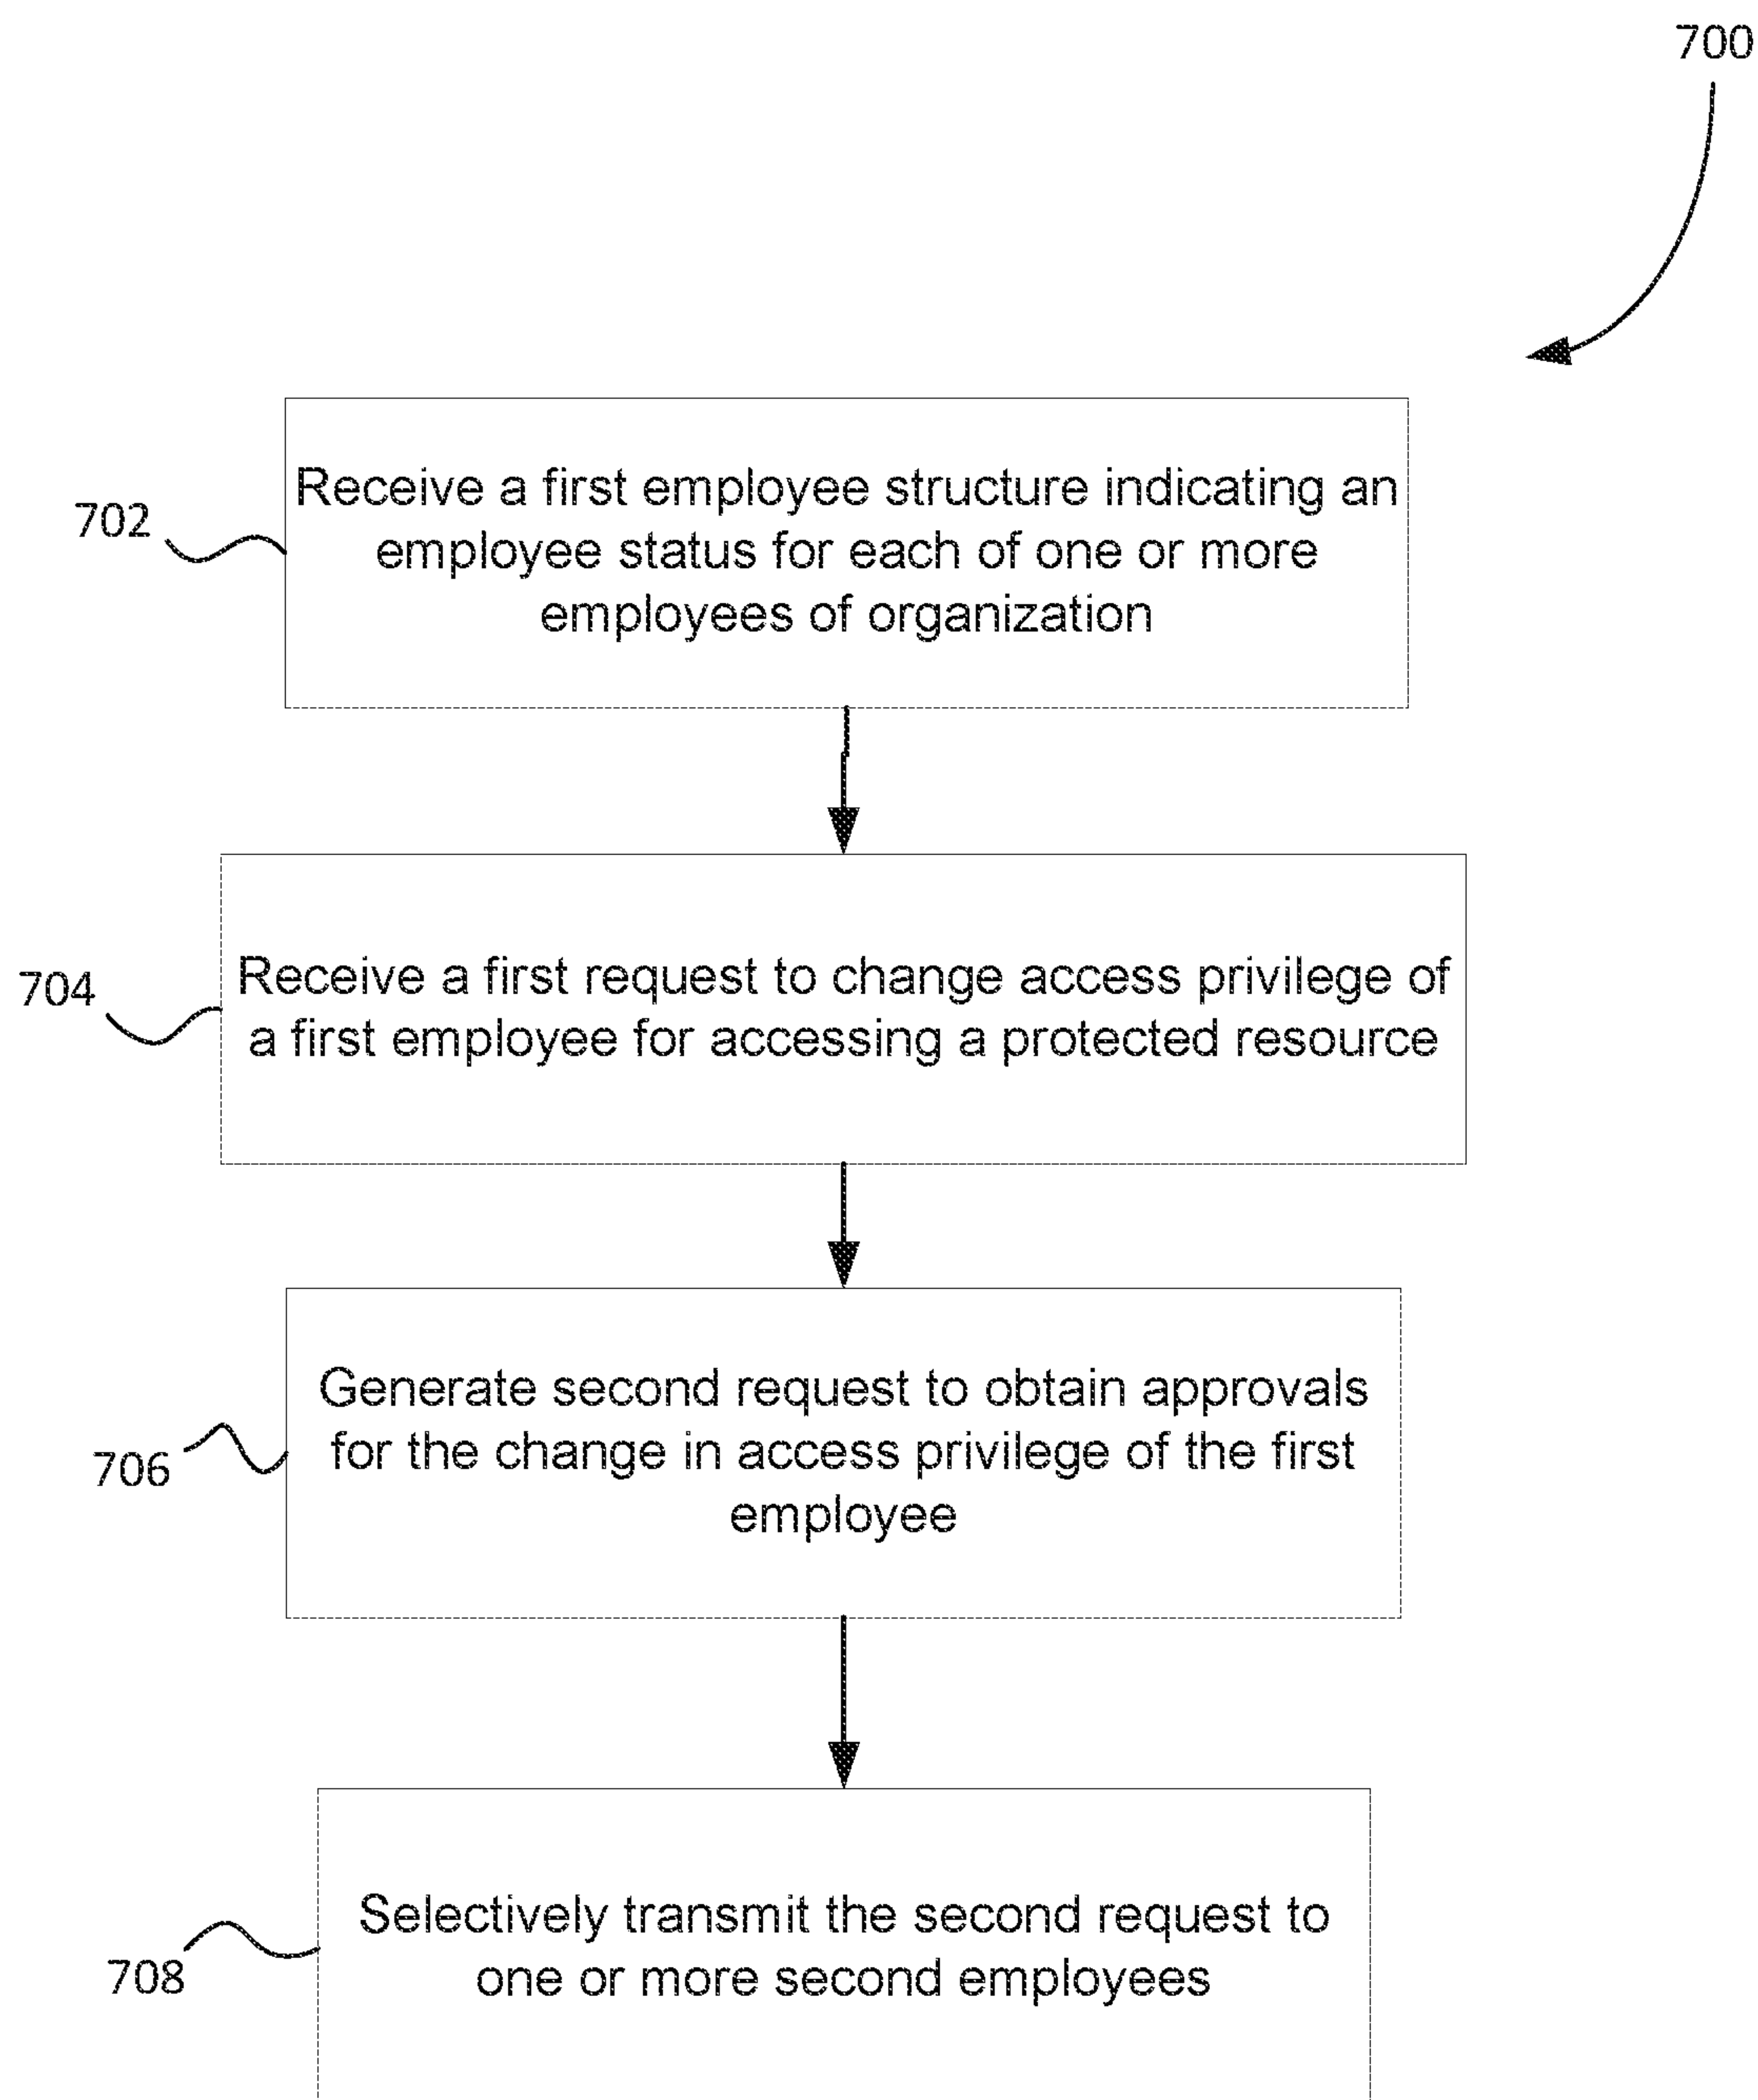 700
702
Receive a first employee structure indicating an
employee status for each of one or more
employees of organization
704
Receive a first request to change access privilege of
a first employee for accessing a protected resource
706
Generate second request to obtain approvals
for the change in access privilege of the first
employee
708
Selectively transmit the second request to
one or more second employees